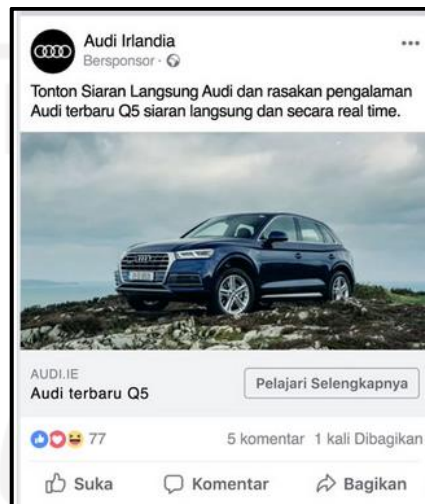 Audi Irlandia
Bersponsor ·
Tonton Siaran Langsung Audi dan rasakan pengalaman
Audi terbaru Q5 siaran langsung dan secara real time.
AUDI.IE
Audi terbaru Q5
Pelajari Selengkapnya
77
5 komentar 1 kali Dibagikan
Suka
Komentar
Bagikan